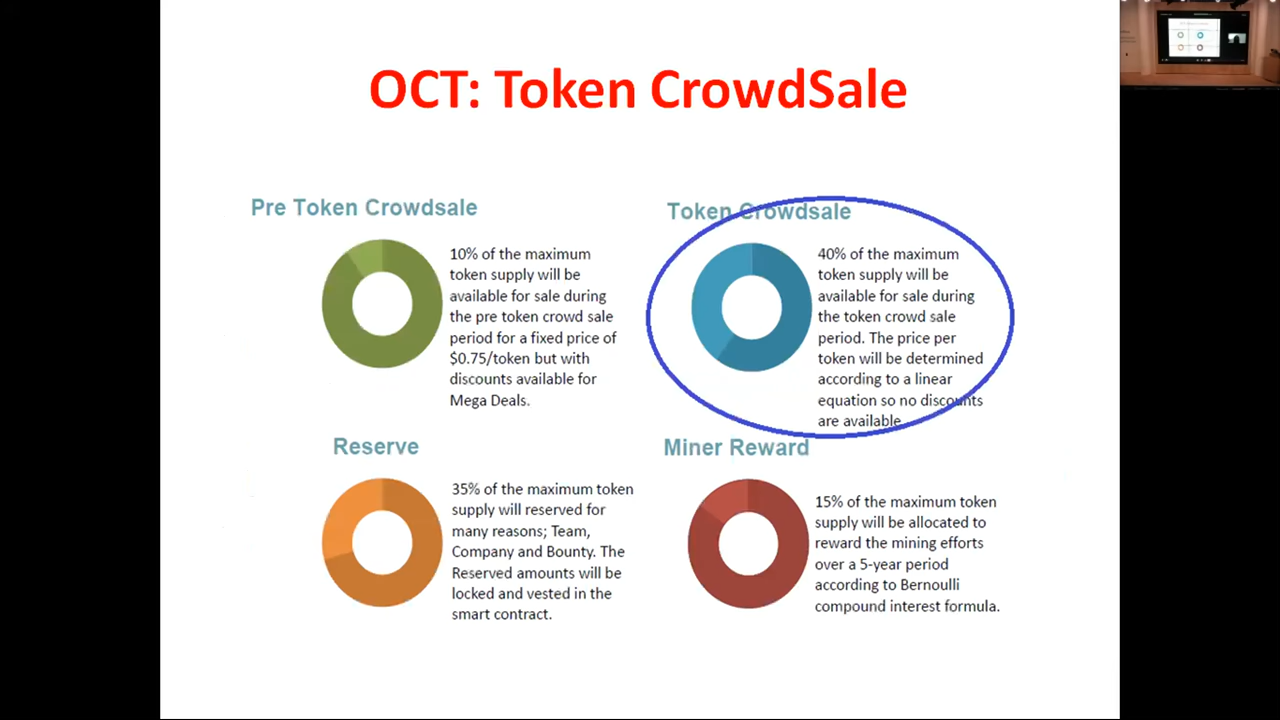 OCT: Token CrowdSale
Pre Token Crowdsale
10% of the maximum
token supply will be
available for sale during
the pre token crowd sale
period for a fixed price of
$0.75/token but with
discounts available for
Mega Deals.
Token Crowdsale
40% of the maximum
token supply will be
available for sale during
the token crowd sale
period. The price per
token will be determined
according to a linear
equation so no discounts
are available.
Reserve
35% of the maximum token
supply will reserved for
many reasons; Team,
Company and Bounty. The
Reserved amounts will be
locked and vested in the
smart contract.
Miner Reward
15% of the maximum token
supply will be allocated to
reward the mining efforts
over a 5-year period
according to Bernoulli
compound interest formula.